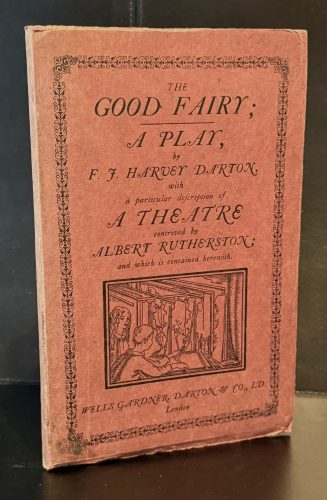 THE
GOOD FAIRY;
A PLAY,
by
F. J. HARVEY DARTON,
with
a particular deſcription of
A THEATRE
contrived by
ALBERT RUTHERSTON;
and which is contained herewith.
WELLS GARDNER, DARTON & CO., LD.
London